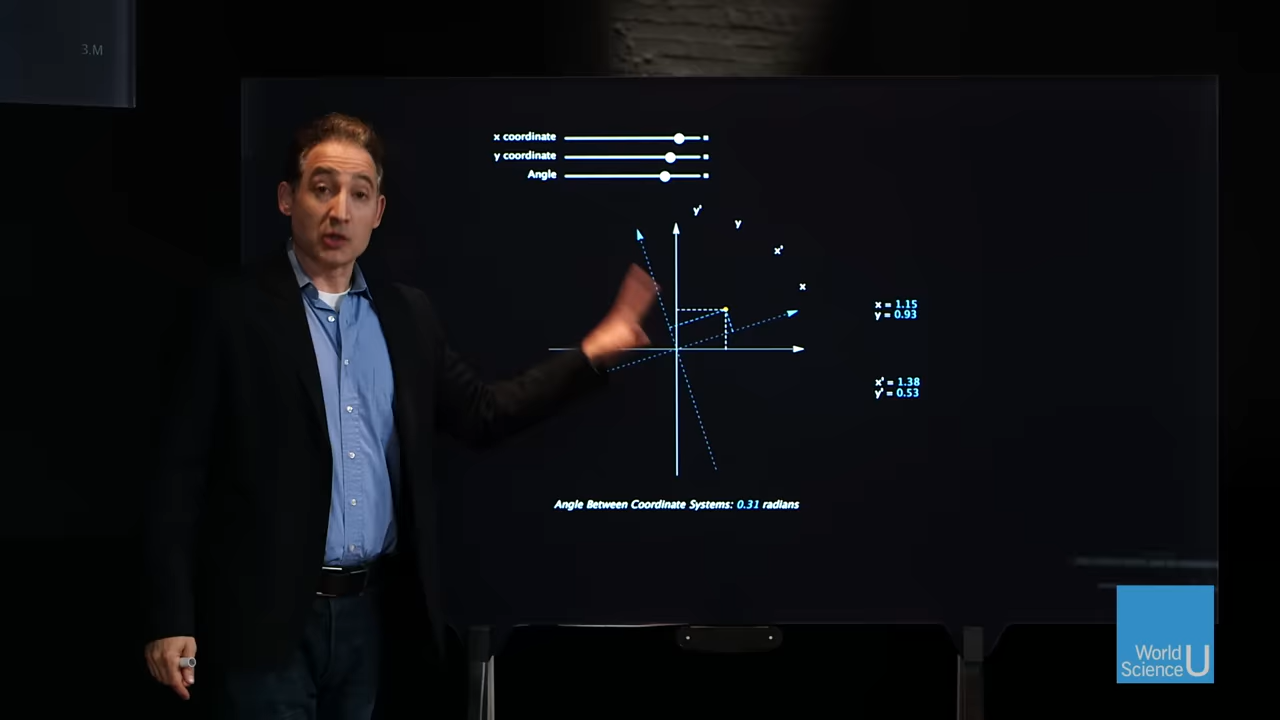 3.M
x coordinate
y coordinate
Angle
y'
y
x'
x
x = 1.15
y = 0.93
x' = 1.38
y' = 0.53
Angle Between Coordinate Systems: 0.31 radians
World
Science U